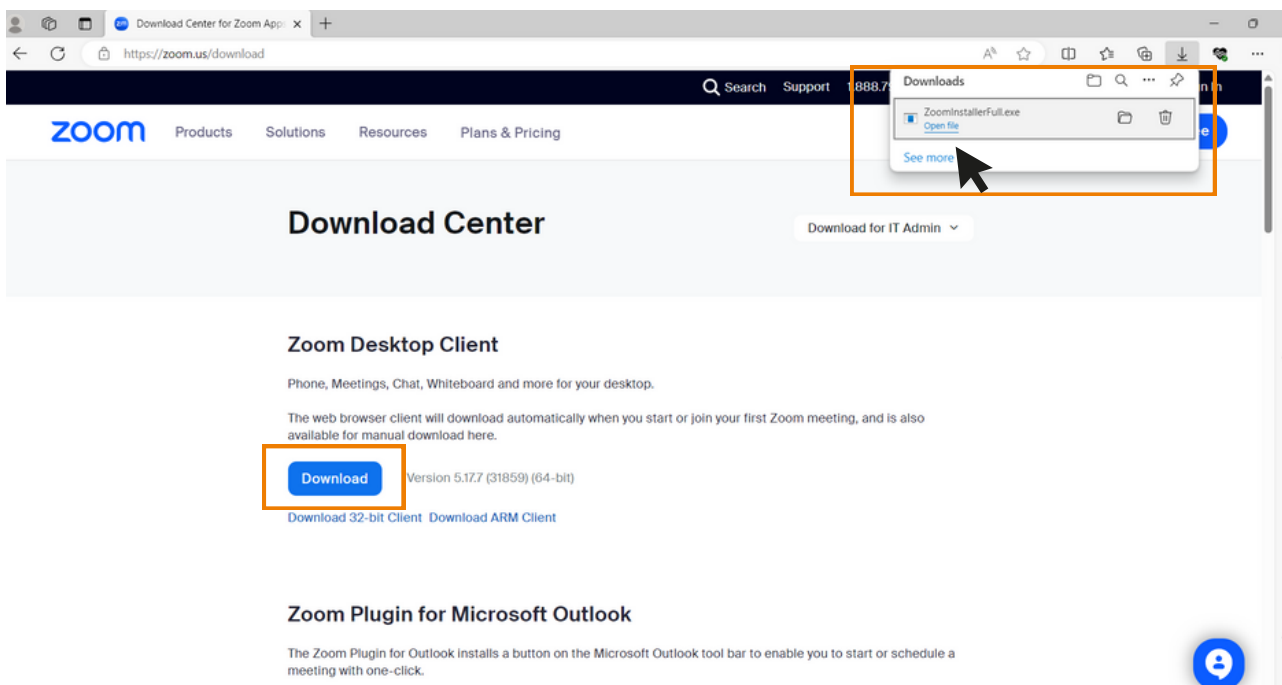 Download Center for Zoom App
https://zoom.us/download
Search Support 1.888.79
n In
Downloads
ZoomInstallerFull.exe
Open file
See more
zoom Products Solutions Resources Plans & Pricing
Download Center
Download for IT Admin
Zoom Desktop Client
Phone, Meetings, Chat, Whiteboard and more for your desktop.
The web browser client will download automatically when you start or join your first Zoom meeting, and is also
available for manual download here.
Download Version 5.17.7 (31859) (64-bit)
Download 32-bit Client Download ARM Client
Zoom Plugin for Microsoft Outlook
The Zoom Plugin for Outlook installs a button on the Microsoft Outlook tool bar to enable you to start or schedule a
meeting with one-click.